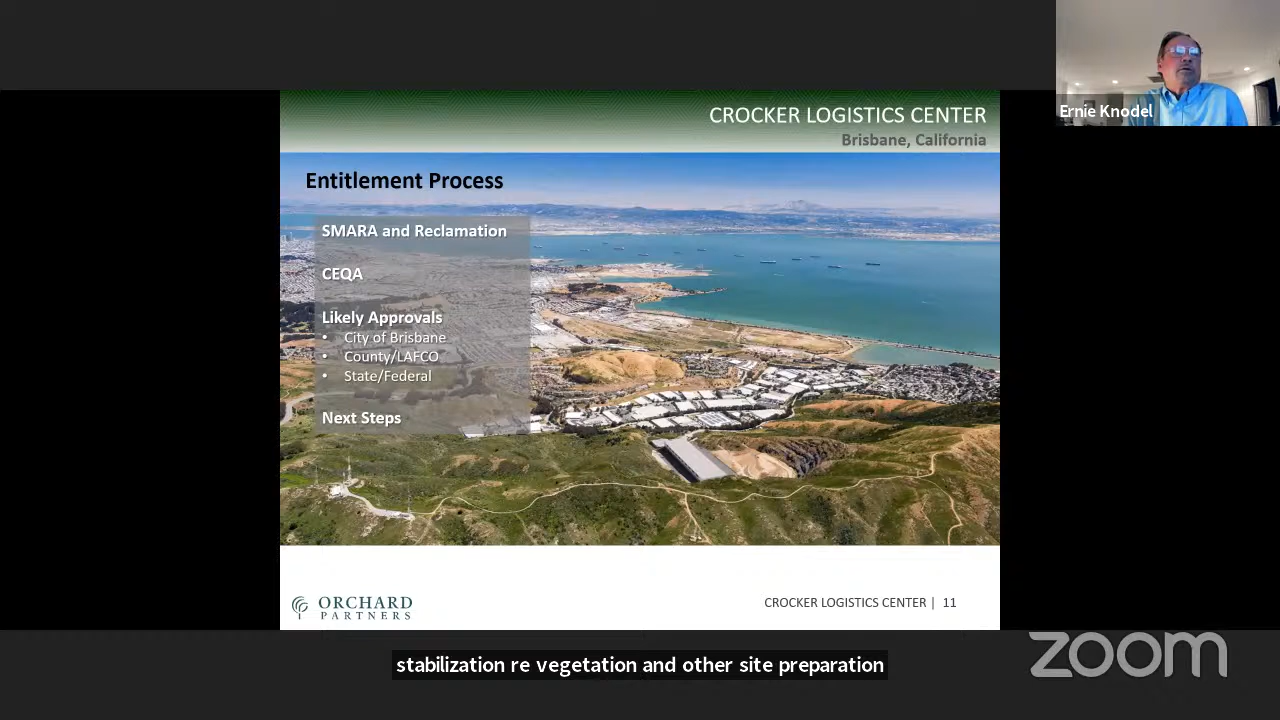 Ernie Knodel
CROCKER LOGISTICS CENTER
Brisbane, California
Entitlement Process
SMARA and Reclamation
CEQA
Likely Approvals
• City of Brisbane
• County/LAFCO
• State/Federal
Next Steps
ORCHARD
PARTNERS
CROCKER LOGISTICS CENTER | 11
stabilization re vegetation and other site preparation
zoom